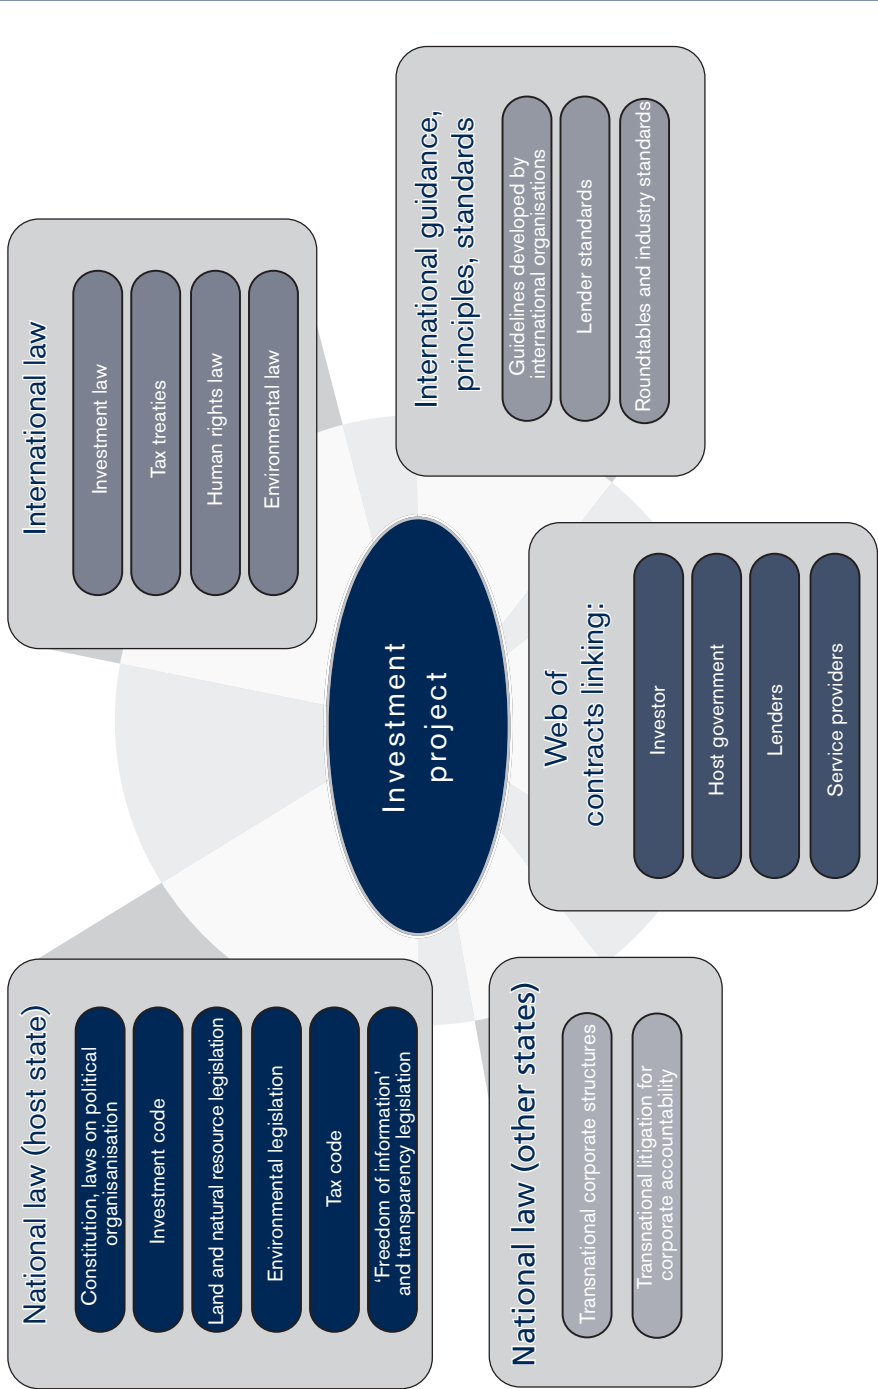 National law (host state)
Constitution, laws on political
organisanisation
Investment code
Land and natural resource legislation
Environmental legislation
Tax code
‘Freedom of information’
and transparency legislation
International law
Investment law
Tax treaties
Human rights law
Environmental law
Investment
project
National law (other states)
Transnational corporate structures
Transnational litigation for
corporate accountability
Web of
contracts linking:
Investor
Host government
Lenders
Service providers
International guidance,
principles, standards
Guidelines developed by
international organisations
Lender standards
Roundtables and industry standards